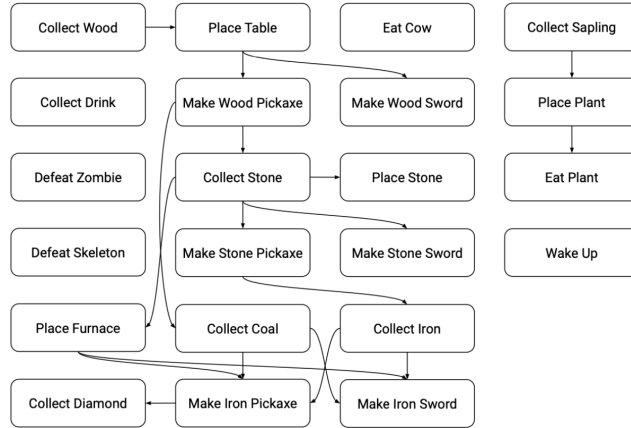 Collect Wood
Place Table
Eat Cow
Collect Sapling
Collect Drink
Make Wood Pickaxe
Make Wood Sword
Place Plant
Defeat Zombie
Collect Stone
Place Stone
Eat Plant
Defeat Skeleton
Make Stone Pickaxe
Make Stone Sword
Wake Up
Place Furnace
Collect Coal
Collect Iron
Collect Diamond
Make Iron Pickaxe
Make Iron Sword